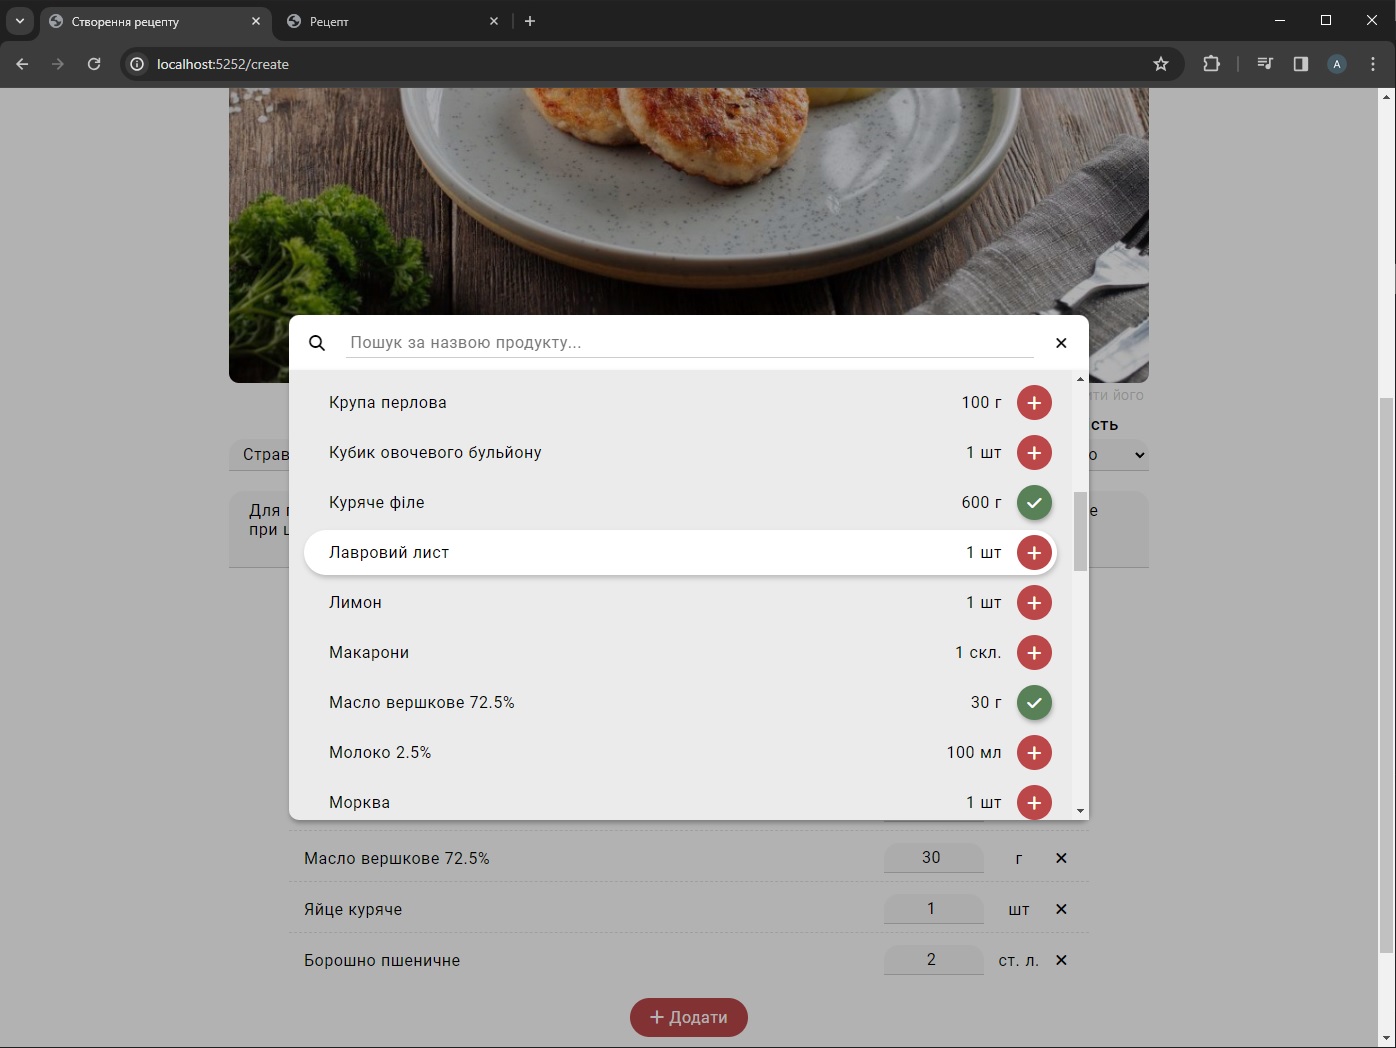 Створення рецепту
Рецепт
localhost:5252/create
A
Пошук за назвою продукту...
ити його
сть
Страв
о
Для
при
е
Крупа перлова 100 г
Кубик овочевого бульйону 1 шт
Куряче філе 600 г
Лавровий лист 1 шт
Лимон 1 шт
Макарони 1 скл.
Масло вершкове 72.5% 30 г
Молоко 2.5% 100 мл
Морква 1 шт
Масло вершкове 72.5% 30 г
Яйце куряче 1 шт
Борошно пшеничне 2 ст. л.
Додати